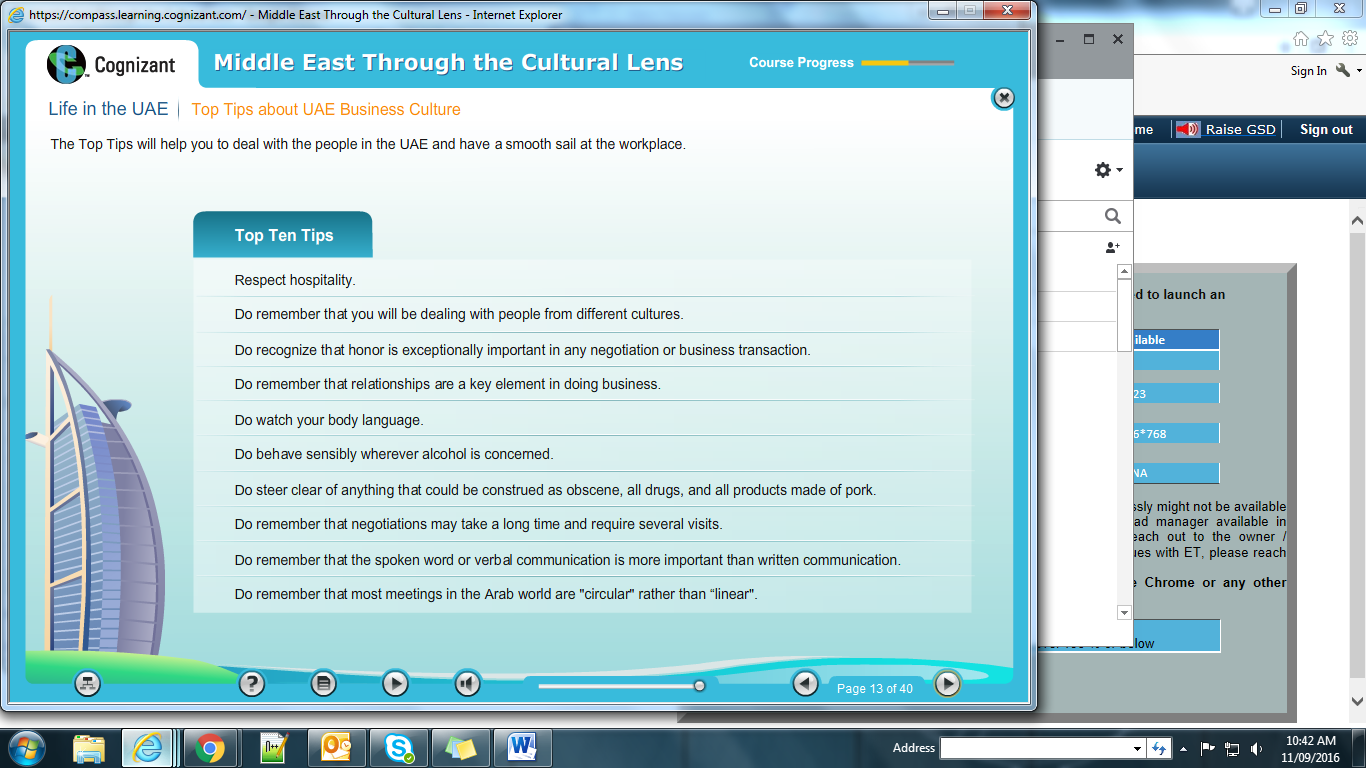 https://compass.learning.cognizant.com/ - Middle East Through the Cultural Lens - Internet Explorer
Cognizant
Middle East Through the Cultural Lens
Course Progress
Life in the UAE | Top Tips about UAE Business Culture
The Top Tips will help you to deal with the people in the UAE and have a smooth sail at the workplace.
Top Ten Tips
Respect hospitality.
Do remember that you will be dealing with people from different cultures.
Do recognize that honor is exceptionally important in any negotiation or business transaction.
Do remember that relationships are a key element in doing business.
Do watch your body language.
Do behave sensibly wherever alcohol is concerned.
Do steer clear of anything that could be construed as obscene, all drugs, and all products made of pork.
Do remember that negotiations may take a long time and require several visits.
Do remember that the spoken word or verbal communication is more important than written communication.
Do remember that most meetings in the Arab world are "circular" rather than “linear".
Page 13 of 40
Sign In
me
Raise GSD
Sign out
ed to launch an
ilable
23
6*768
NA
ssly might not be available
ad manager available in
each out to the owner /
ues with ET, please reach
e Chrome or any other
or below
Address
10:42 AM
11/09/2016